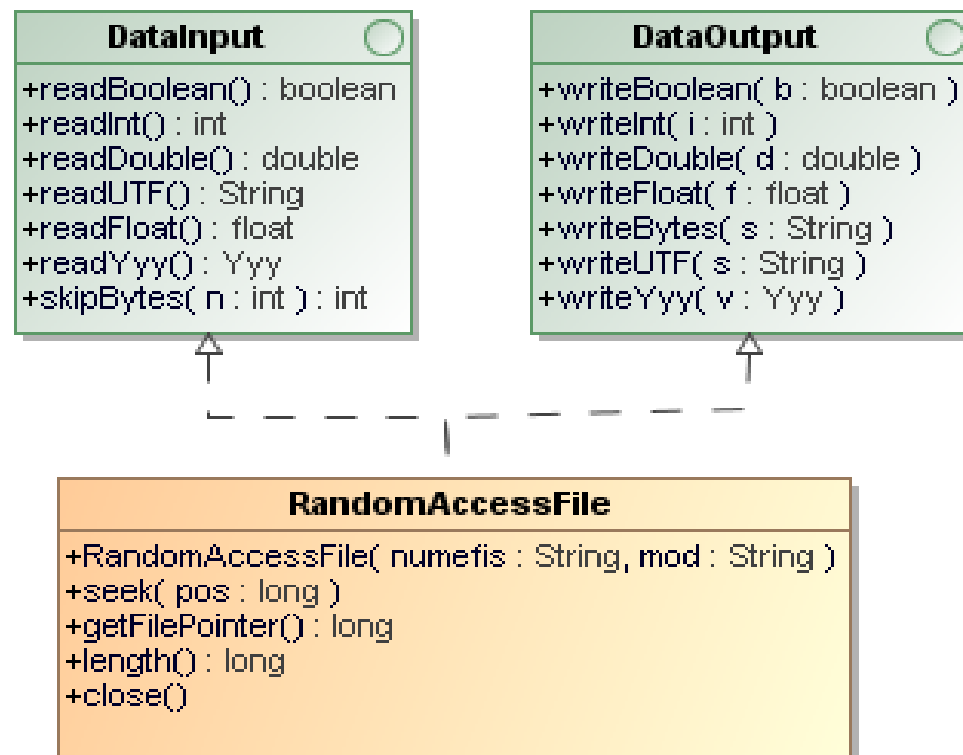 DataInput
+readBoolean() : boolean
+readInt() : int
+readDouble() : double
+readUTF() : String
+readFloat() : float
+readYyy() : Yyy
+skipBytes( n : int ) : int
DataOutput
+writeBoolean( b : boolean )
+writeInt( i : int )
+writeDouble( d : double )
+writeFloat( f : float )
+writeBytes( s : String )
+writeUTF( s : String )
+writeYyy( v : Yyy )
RandomAccessFile
+RandomAccessFile( numefis : String, mod : String )
+seek( pos : long )
+getFilePointer() : long
+length() : long
+close()